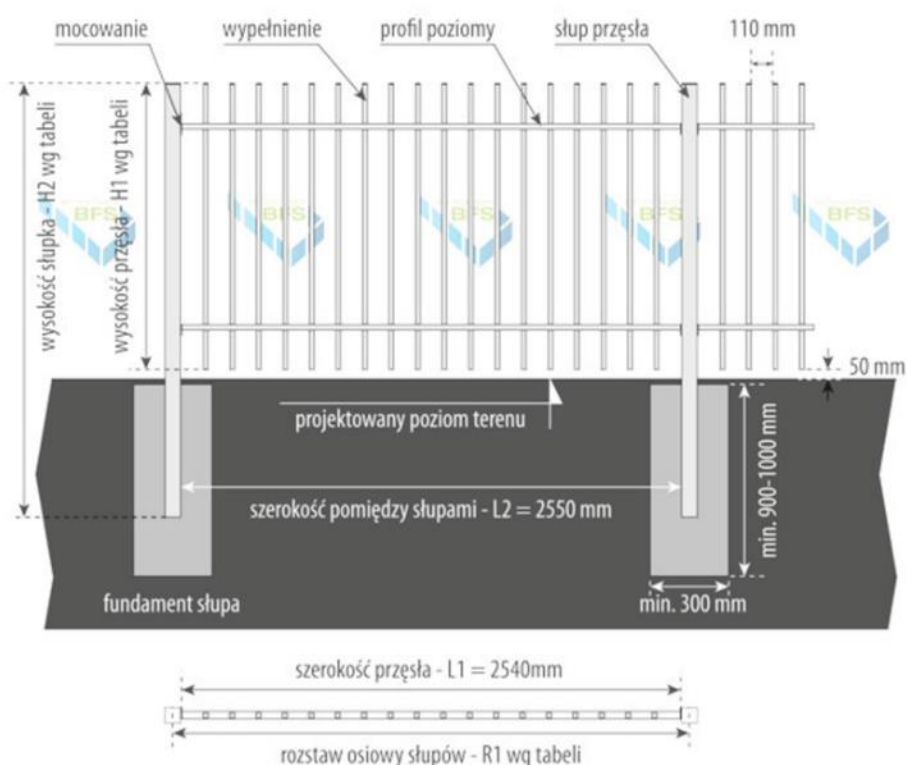 mocowanie
wypełnienie
profil poziomy
słup przęsła
110 mm
wysokość słupka - H2 wg tabeli
wysokość przęsła - H1 wg tabeli
BFS
BFS
BFS
BFS
BFS
50 mm
projektowany poziom terenu
szerokość pomiędzy słupami - L2 = 2550 mm
min. 900-1000 mm
fundament słupa
min. 300 mm
szerokość przęsła - L1 = 2540mm
rozstaw osiowy słupów - R1 wg tabeli